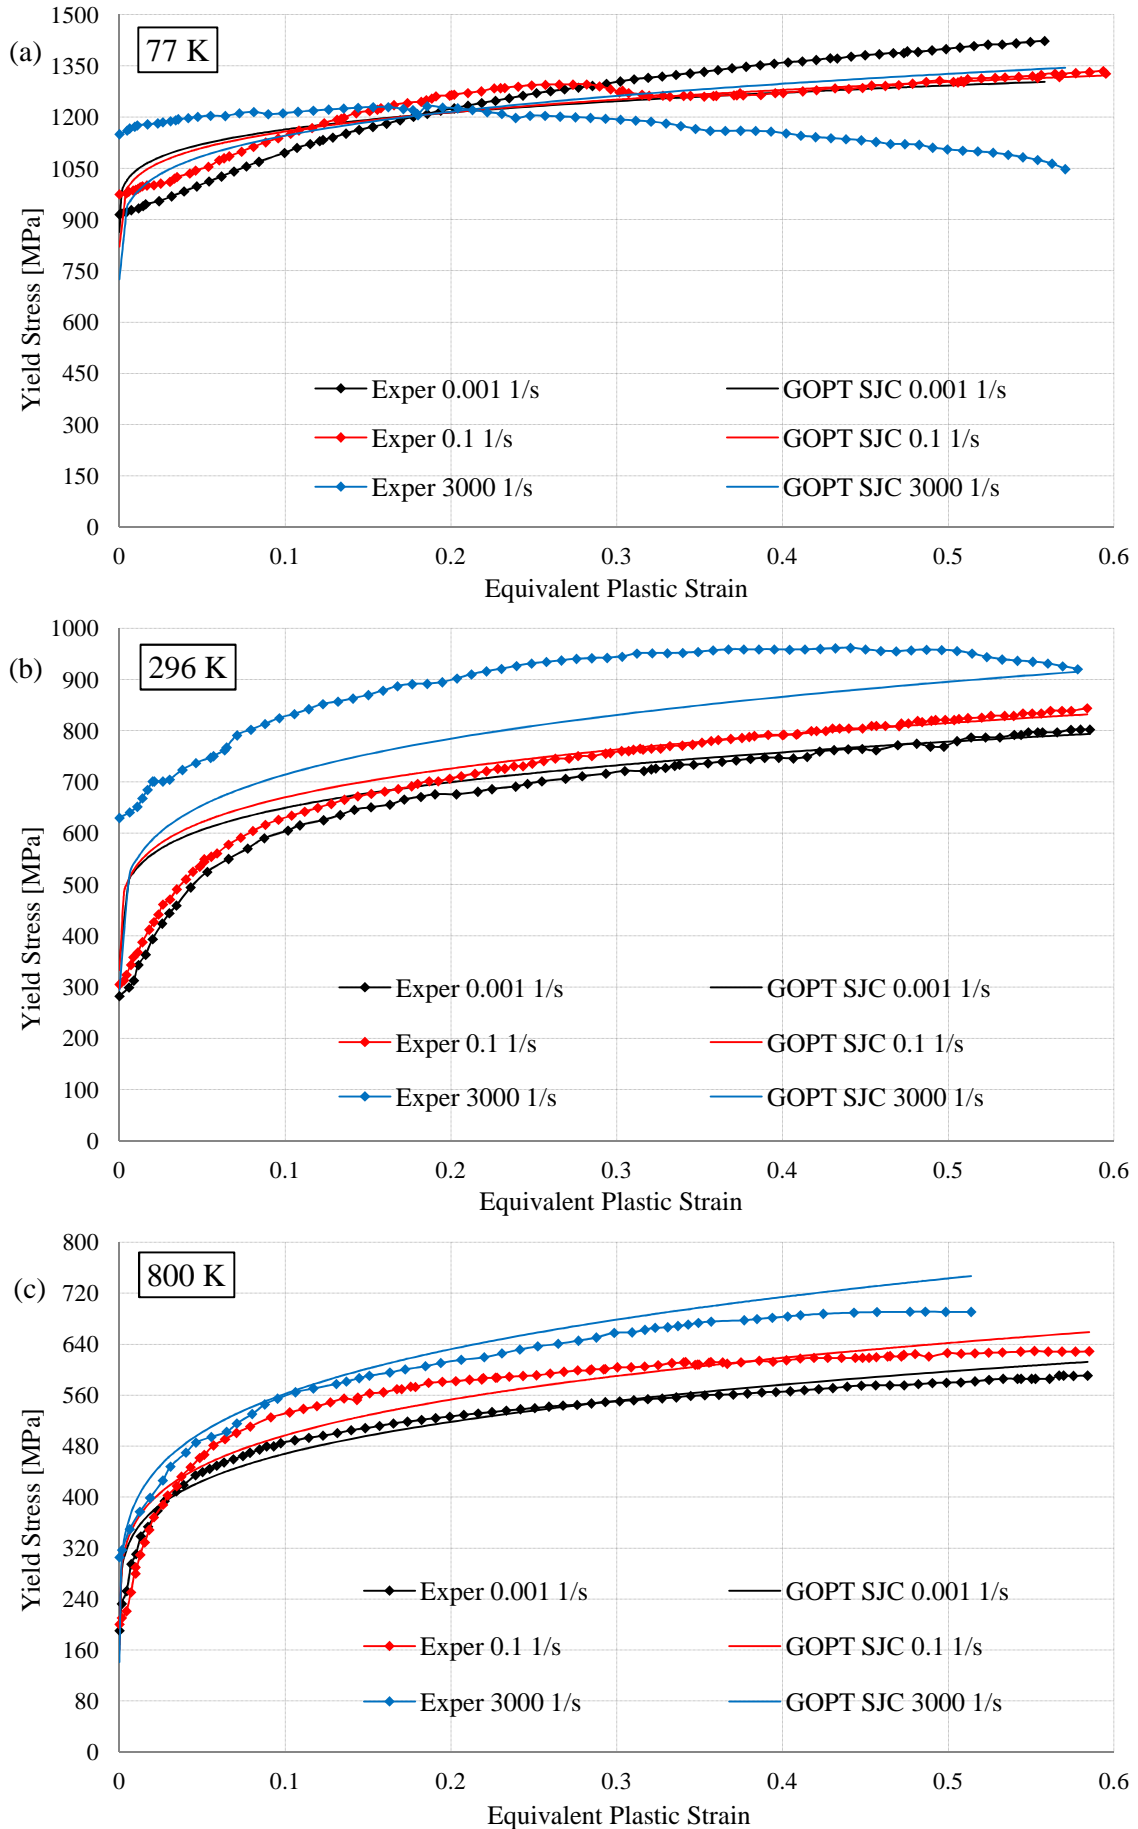 (a)
77 K
Yield Stress [MPa]
1500
1350
1200
1050
900
750
600
450
300
150
0
Exper 0.001 1/s
GOPT SJC 0.001 1/s
Exper 0.1 1/s
GOPT SJC 0.1 1/s
Exper 3000 1/s
GOPT SJC 3000 1/s
0 0.1 0.2 0.3 0.4 0.5 0.6
Equivalent Plastic Strain
(b)
296 K
Yield Stress [MPa]
1000
900
800
700
600
500
400
300
200
100
0
Exper 0.001 1/s
GOPT SJC 0.001 1/s
Exper 0.1 1/s
GOPT SJC 0.1 1/s
Exper 3000 1/s
GOPT SJC 3000 1/s
0 0.1 0.2 0.3 0.4 0.5 0.6
Equivalent Plastic Strain
(c)
800 K
Yield Stress [MPa]
800
720
640
560
480
400
320
240
160
80
0
Exper 0.001 1/s
GOPT SJC 0.001 1/s
Exper 0.1 1/s
GOPT SJC 0.1 1/s
Exper 3000 1/s
GOPT SJC 3000 1/s
0 0.1 0.2 0.3 0.4 0.5 0.6
Equivalent Plastic Strain